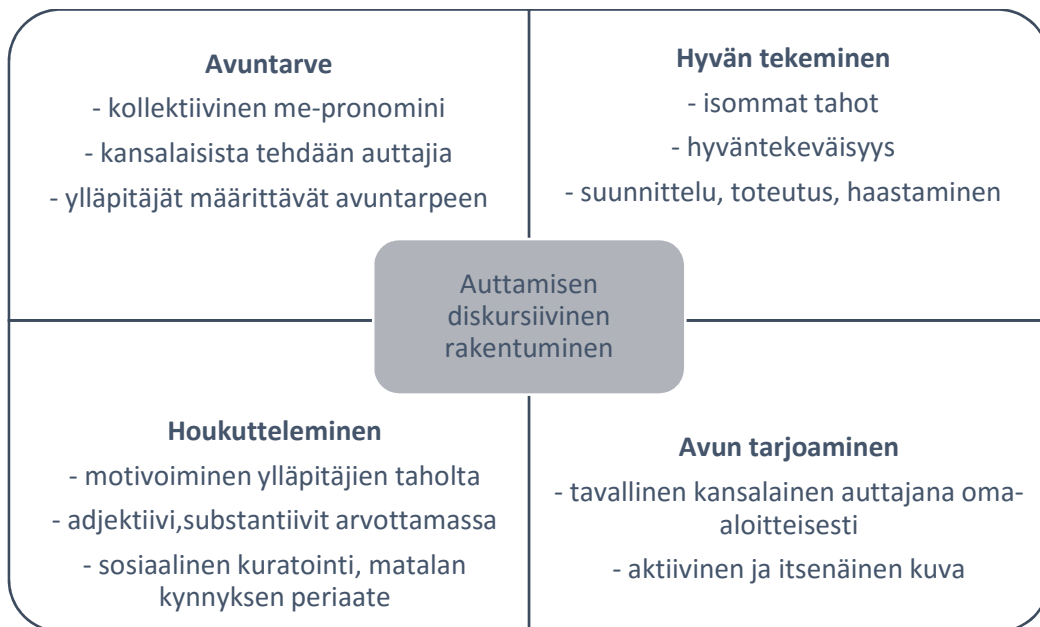 Avuntarve
- kollektiivinen me-pronomini
- kansalaisista tehdään auttajia
- ylläpitäjät määrittävät avuntarpeen
Hyvän tekeminen
- isommat tahot
- hyväntekeväisyys
- suunnittelu, toteutus, haastaminen
Auttamisen
diskursiivinen
rakentuminen
Houkutteleminen
- motivoiminen ylläpitäjien taholta
- adjektiivi,substantiivit arvottamassa
- sosiaalinen kuratointi, matalan
kynnyksen periaate
Avun tarjoaminen
- tavallinen kansalainen auttajana oma-
aloitteisesti
- aktiivinen ja itsenäinen kuva